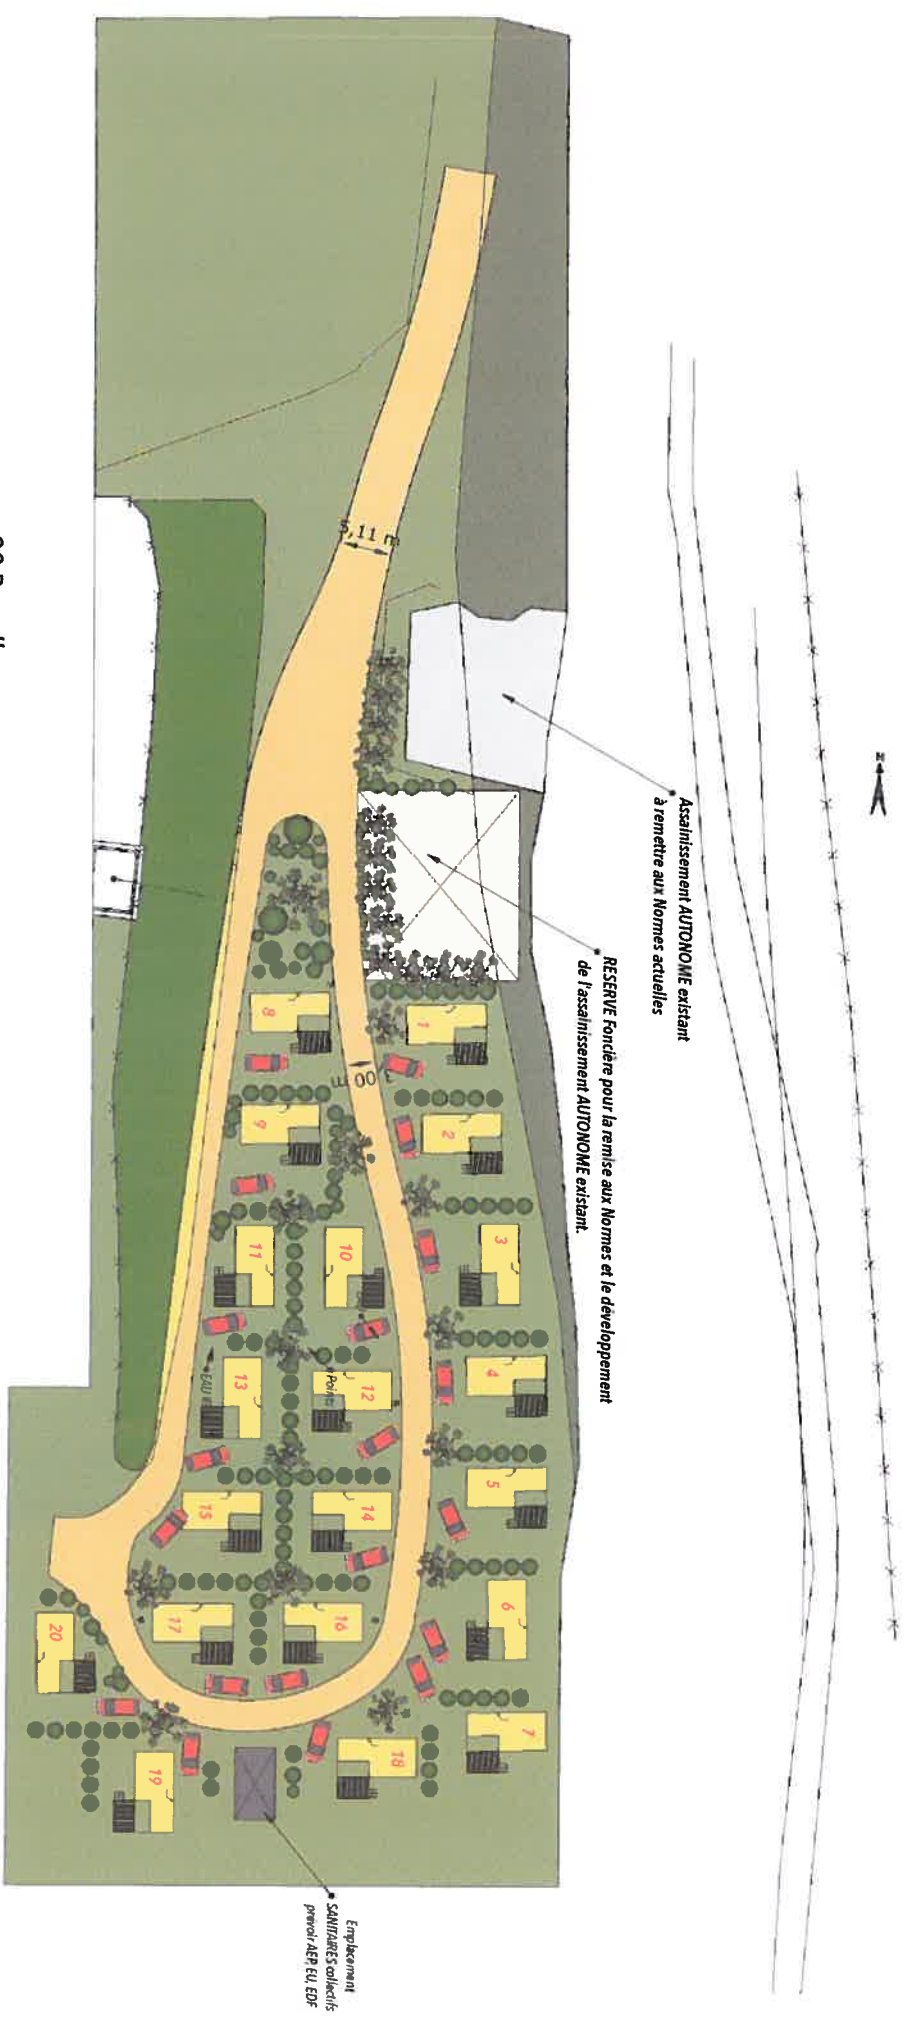 N
Assainissement AUTONOME existant
à remettre aux Normes actuelles
RESERVE Foncière pour la remise aux Normes et le développement
de l'assainissement AUTONOME existant.
5,11 m
3,00 m
1
2
3
4
5
6
7
8
9
10
11
12
13
14
15
16
17
18
19
20
EAU
Emplacement
SANITAIRES collectifs
prévoir AEP, EU, EDF